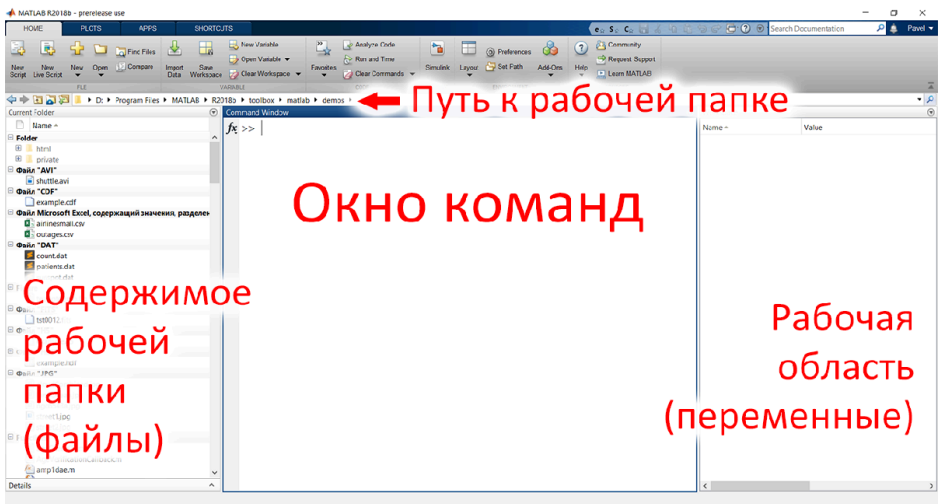 MATLAB R2018b - prerelease use
HOME PLOTS APPS SHORTCUTS
Search Documentation
Pavel
New Script
New Live Script
New
Open
Find Files
Compare
Import Data
Save Workspace
New Variable
Open Variable
Clear Workspace
Favorites
Analyze Code
Run and Time
Clear Commands
Simulink
Layout
Preferences
Set Path
Add-Ons
Help
Community
Request Support
Learn MATLAB
FILE
VARIABLE
D: Program Files MATLAB R2018b toolbox matlab demos
Путь к рабочей папке
Current Folder
Name
Folder
html
private
Файл "AVI"
shuttle.avi
Файл "CDF"
example.cdf
Файл Microsoft Excel, содержащий значения, разделен
airlinesmall.csv
outages.csv
Файл "DAT"
count.dat
patients.dat
Файл "JPG"
amp1dae.m
Details
Содержимое
рабочей
папки
(файлы)
Command Window
fx >>
Окно команд
Name Value
Рабочая
область
(переменные)